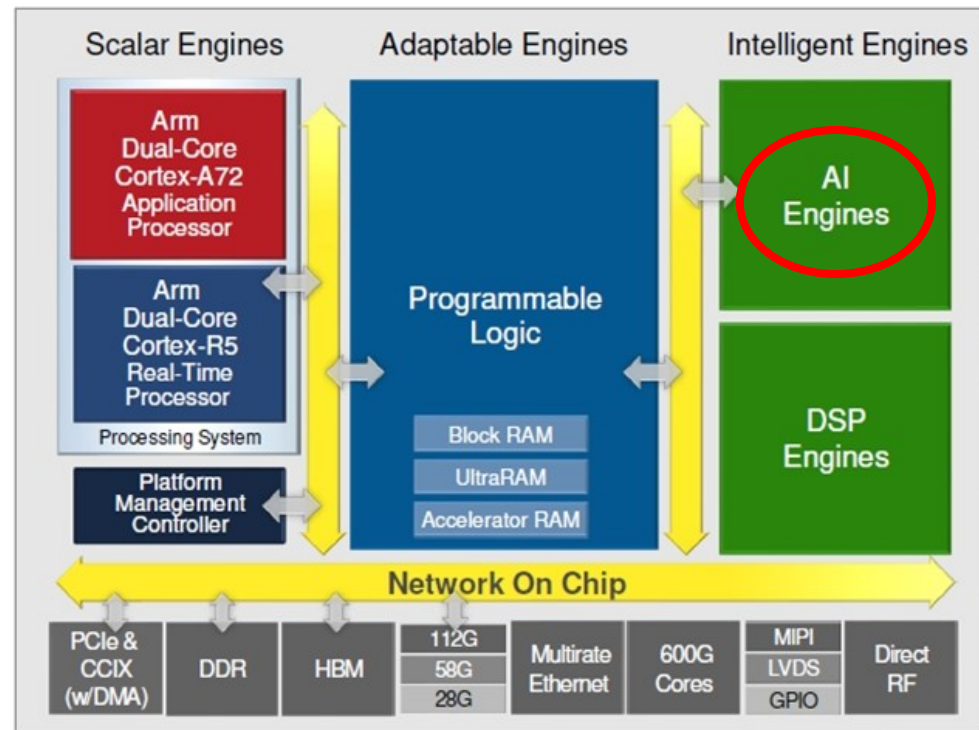 Scalar Engines
Adaptable Engines
Intelligent Engines
Arm
Dual-Core
Cortex-A72
Application
Processor
Arm
Dual-Core
Cortex-R5
Real-Time
Processor
Processing System
Platform
Management
Controller
Programmable
Logic
Block RAM
UltraRAM
Accelerator RAM
AI
Engines
DSP
Engines
Network On Chip
PCIe &
CCIX
(w/DMA)
DDR
HBM
112G
58G
28G
Multirate
Ethernet
600G
Cores
MIPI
LVDS
GPIO
Direct
RF